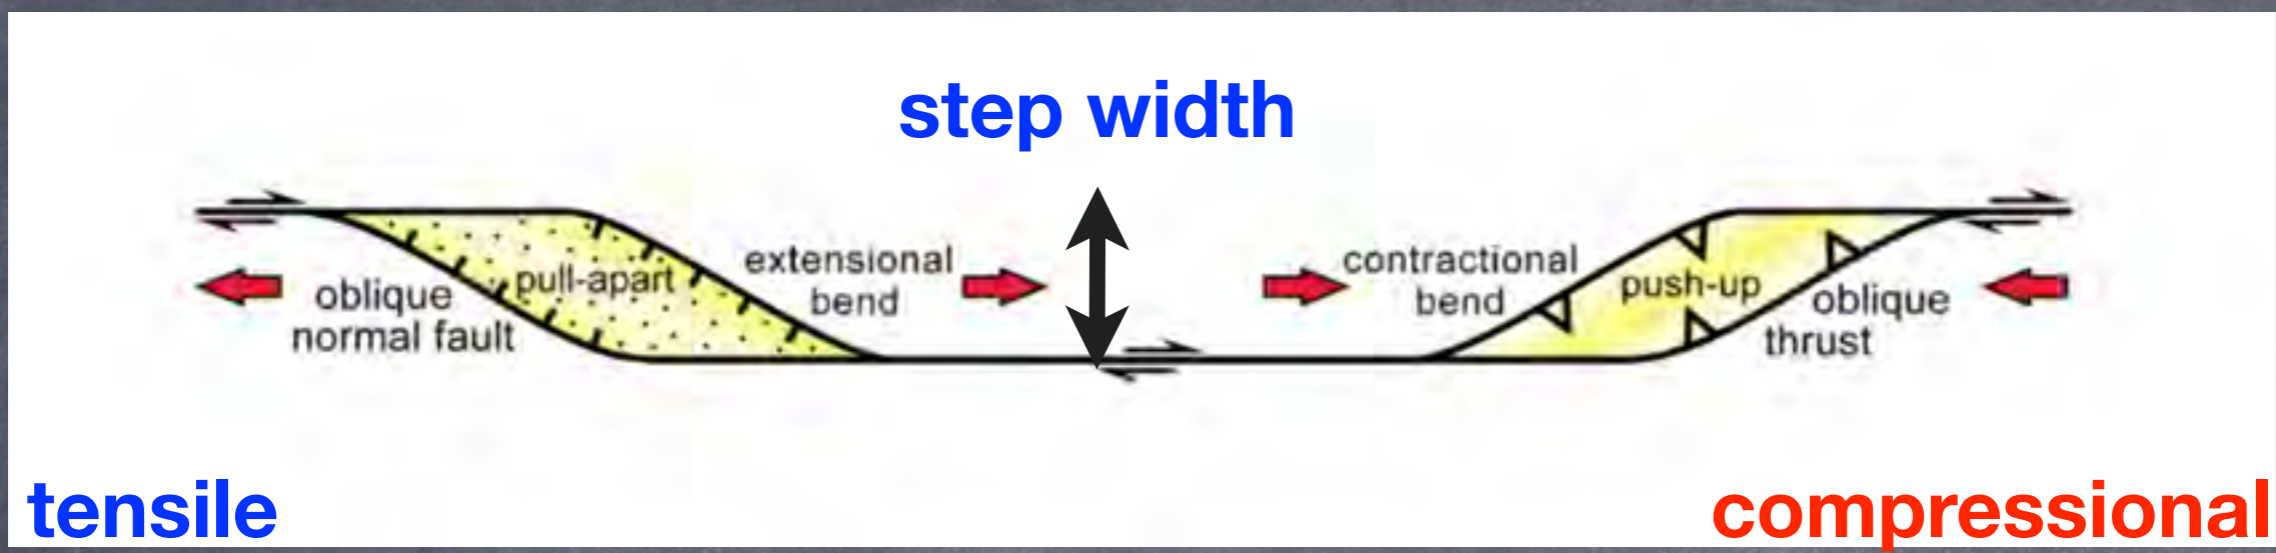 step width
extensional
bend
contractional
bend
pull-apart
push-up
oblique
normal fault
oblique
thrust
tensile
compressional